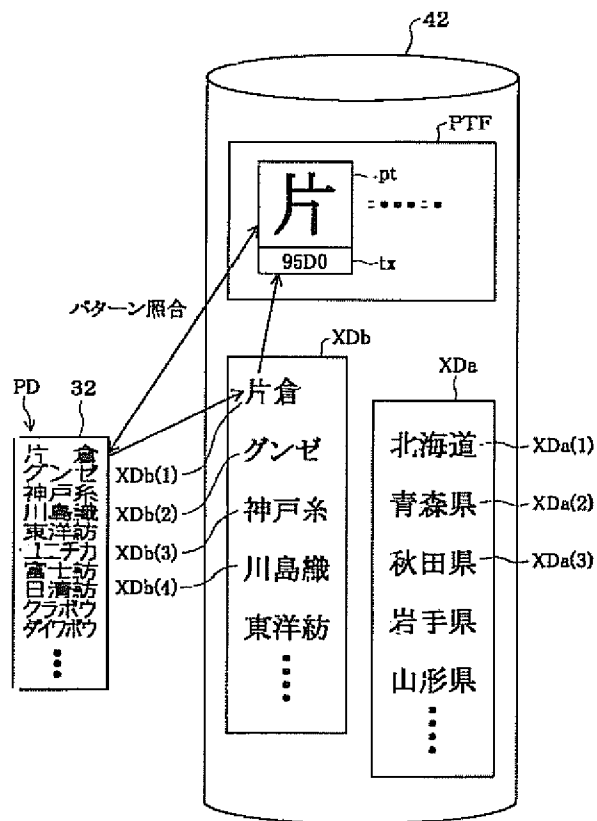 42
PTF
片
pt
95D0
tx
パターン照合
XDb
XDa
PD
32
片倉
グンゼ
神戸糸
川島織
東洋紡
ユニチカ
富士紡
日清紡
クラボウ
ダイワボウ
片倉
XDb(1)
グンゼ
XDb(2)
神戸糸
XDb(3)
川島織
XDb(4)
東洋紡
北海道
XDa(1)
青森県
XDa(2)
秋田県
XDa(3)
岩手県
山形県